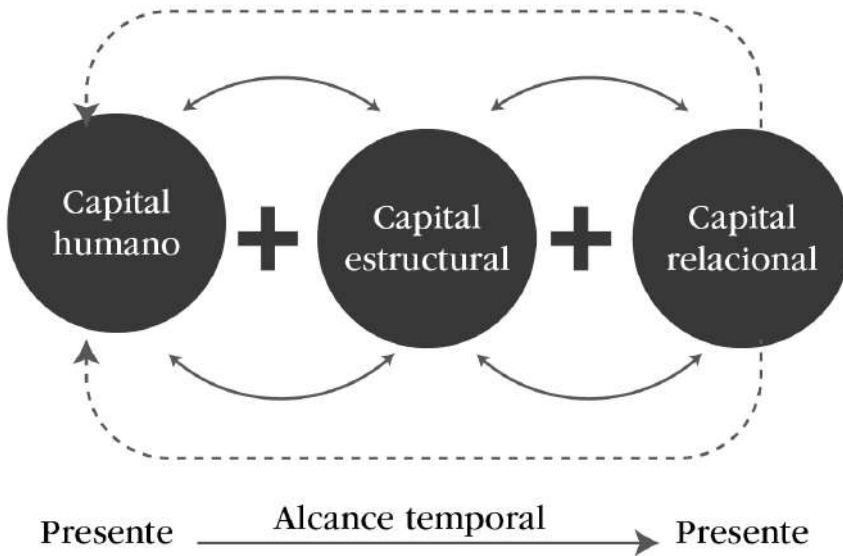 Capital
humano
+
Capital
estructural
+
Capital
relacional
Presente
Alcance temporal
Presente